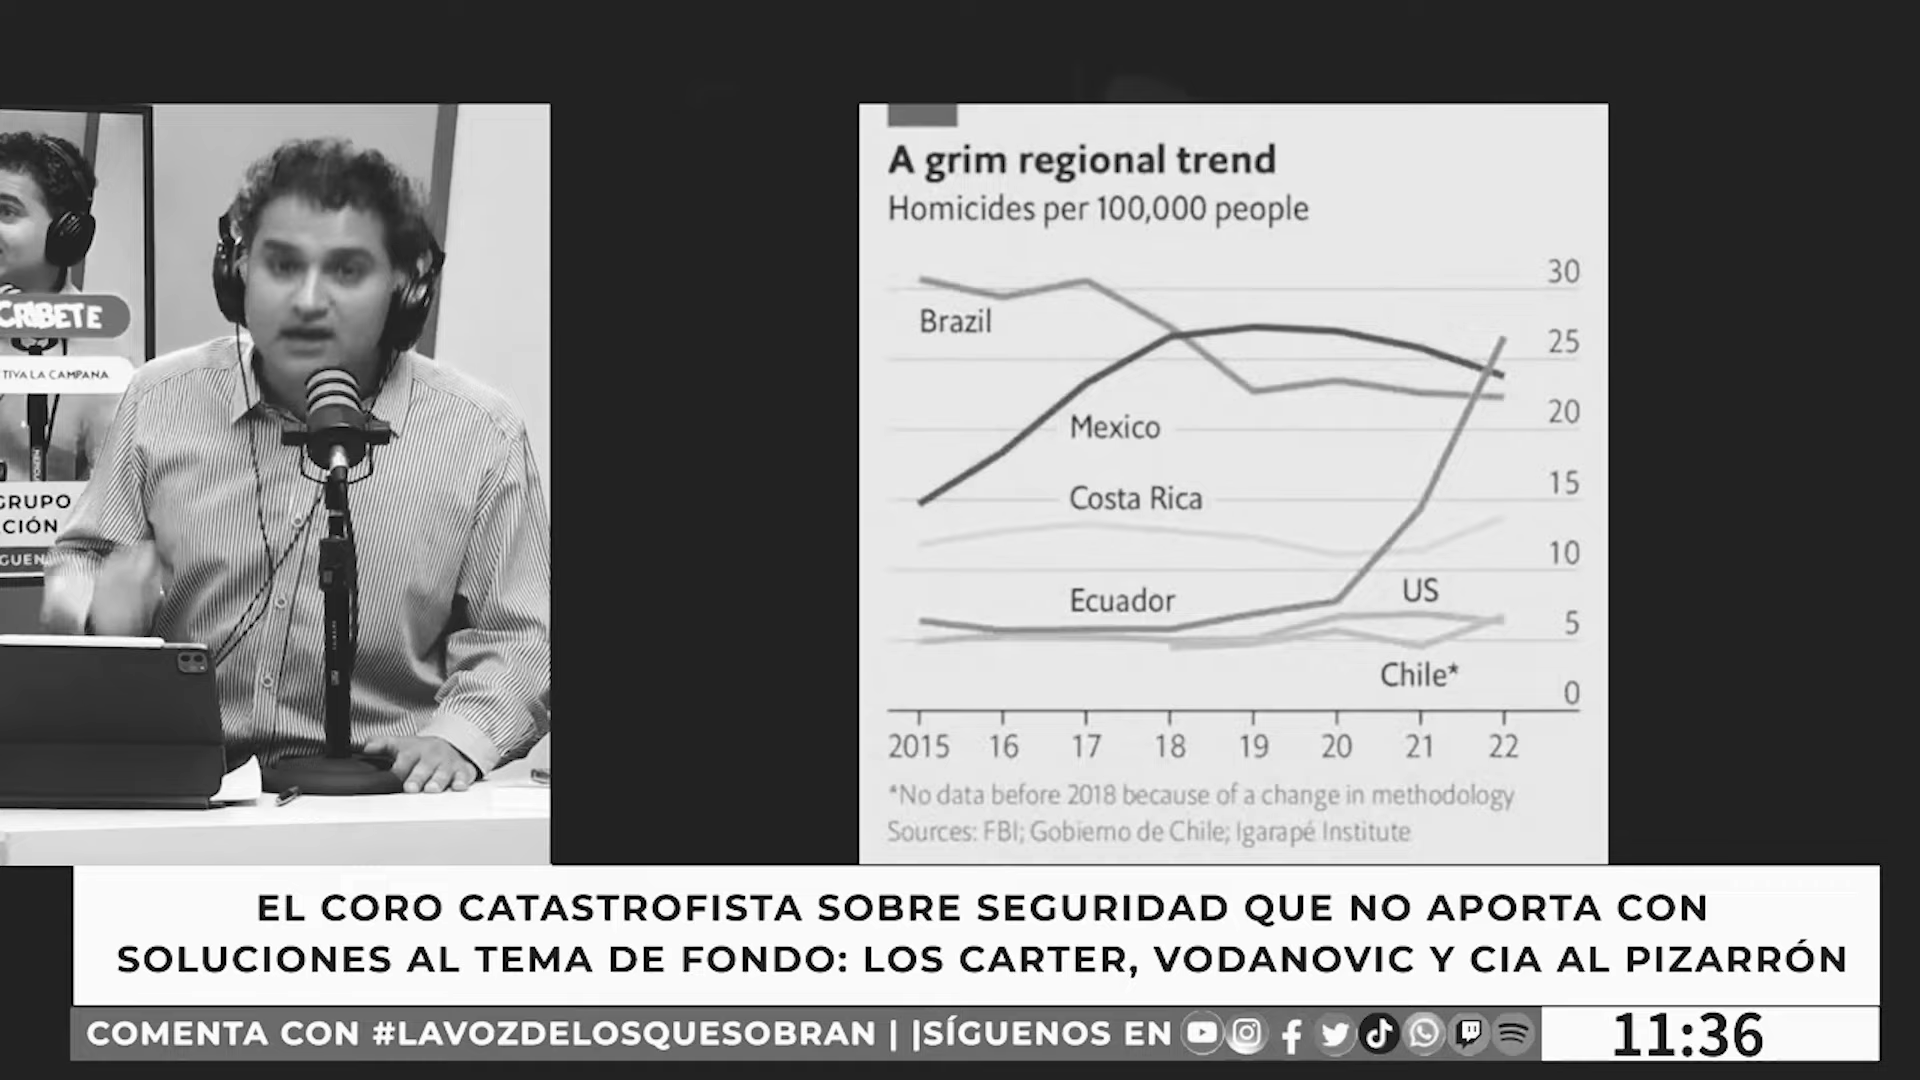 CRIBETE
TIVA LA CAMPANA
GRUPO
CIÓN
GUEN
A grim regional trend
Homicides per 100,000 people
30
Brazil
25
20
Mexico
15
Costa Rica
10
US
Ecuador
5
Chile*
0
2015 16 17 18 19 20 21 22
*No data before 2018 because of a change in methodology
Sources: FBI; Gobierno de Chile; Igarapé Institute
EL CORO CATASTROFISTA SOBRE SEGURIDAD QUE NO APORTA CON
SOLUCIONES AL TEMA DE FONDO: LOS CARTER, VODANOVIC Y CIA AL PIZARRÓN
COMENTA CON #LAVOZDELOSQUESOBRAN | |SÍGUENOS EN
11:36